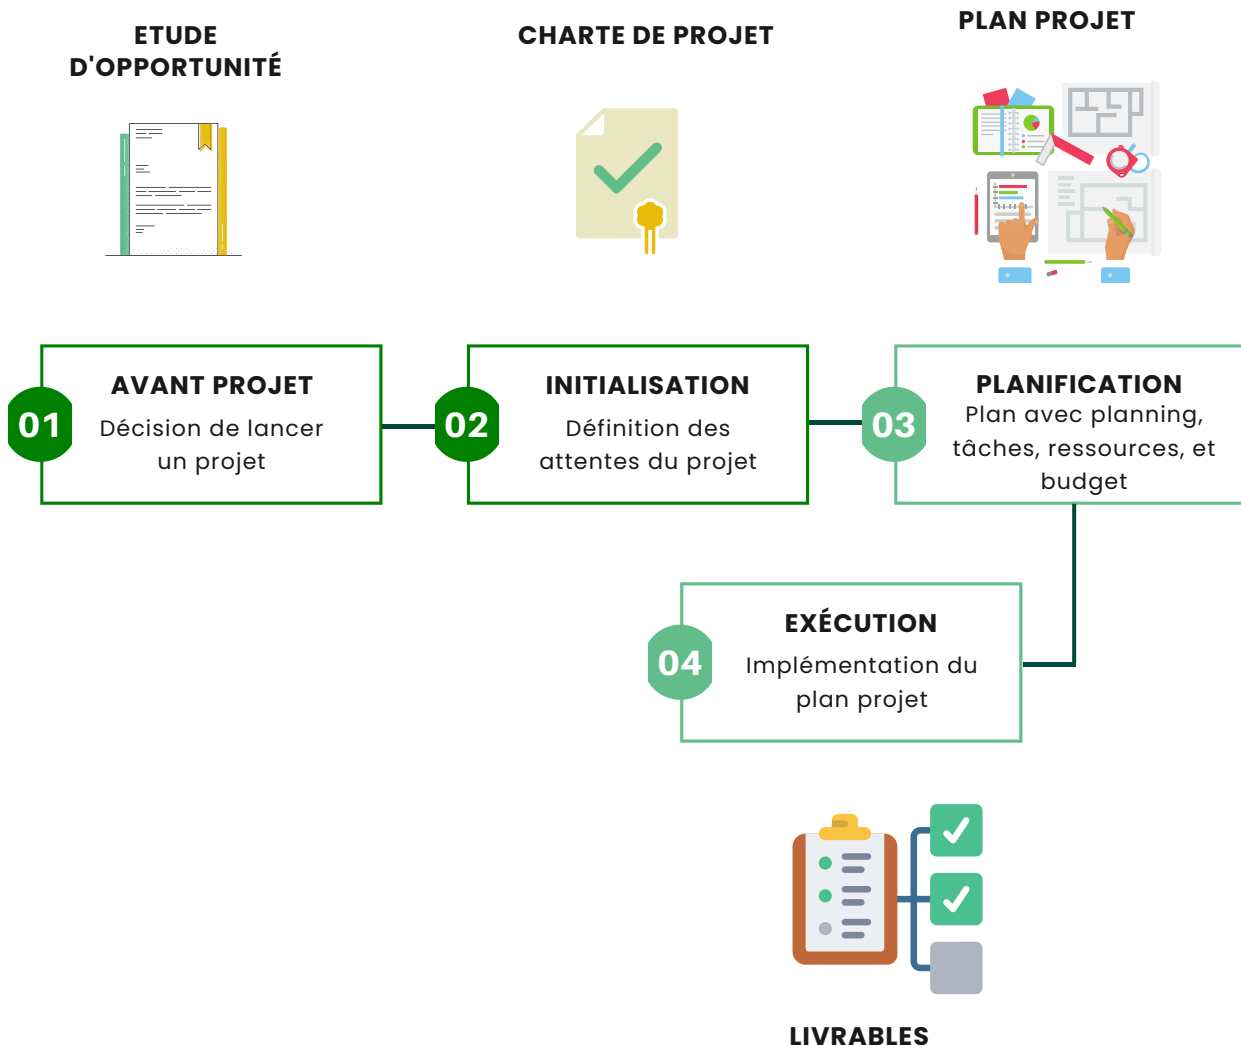 ETUDE
D'OPPORTUNITÉ
CHARTE DE PROJET
PLAN PROJET
01
AVANT PROJET
Décision de lancer
un projet
02
INITIALISATION
Définition des
attentes du projet
03
PLANIFICATION
Plan avec planning,
tâches, ressources, et
budget
04
EXÉCUTION
Implémentation du
plan projet
LIVRABLES